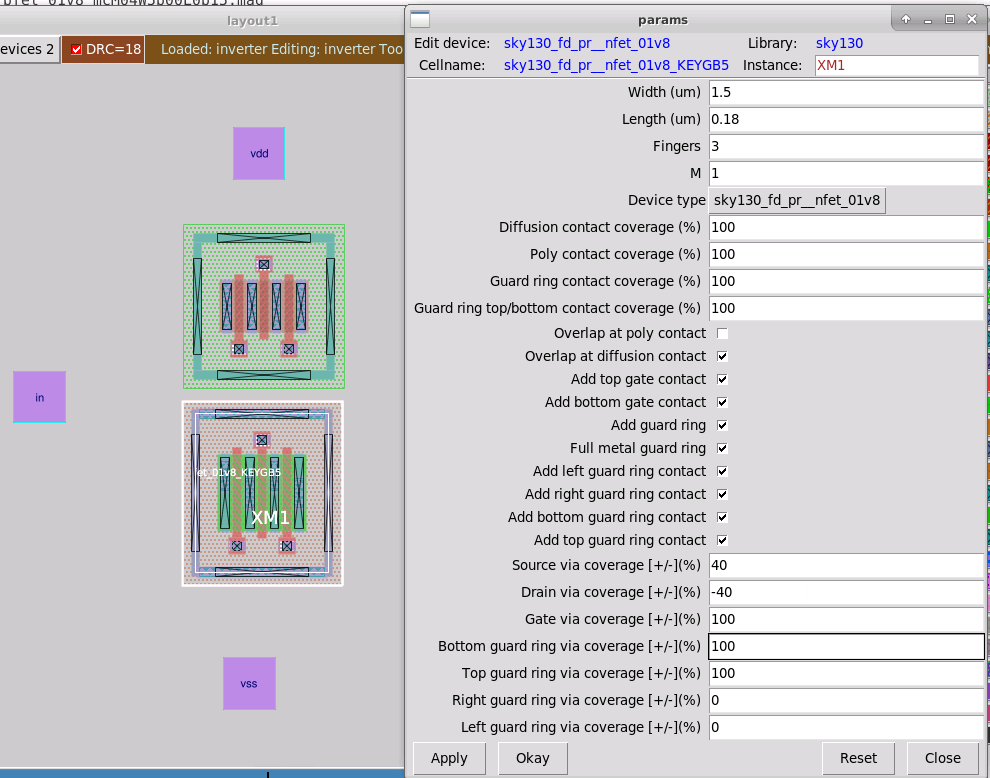 layout1
evices 2
DRC=18
Loaded: inverter Editing: inverter Too
vdd
in
01v8_KEYGB5
XM1
vss
params
Edit device: sky130_fd_pr__nfet_01v8 Library: sky130
Cellname: sky130_fd_pr__nfet_01v8_KEYGB5 Instance: XM1
Width (um) 1.5
Length (um) 0.18
Fingers 3
M 1
Device type sky130_fd_pr__nfet_01v8
Diffusion contact coverage (%) 100
Poly contact coverage (%) 100
Guard ring contact coverage (%) 100
Guard ring top/bottom contact coverage (%) 100
Overlap at poly contact
Overlap at diffusion contact
Add top gate contact
Add bottom gate contact
Add guard ring
Full metal guard ring
Add left guard ring contact
Add right guard ring contact
Add bottom guard ring contact
Add top guard ring contact
Source via coverage [+/-](%) 40
Drain via coverage [+/-](%) -40
Gate via coverage [+/-](%) 100
Bottom guard ring via coverage [+/-](%) 100
Top guard ring via coverage [+/-](%) 100
Right guard ring via coverage [+/-](%) 0
Left guard ring via coverage [+/-](%) 0
Apply Okay Reset Close